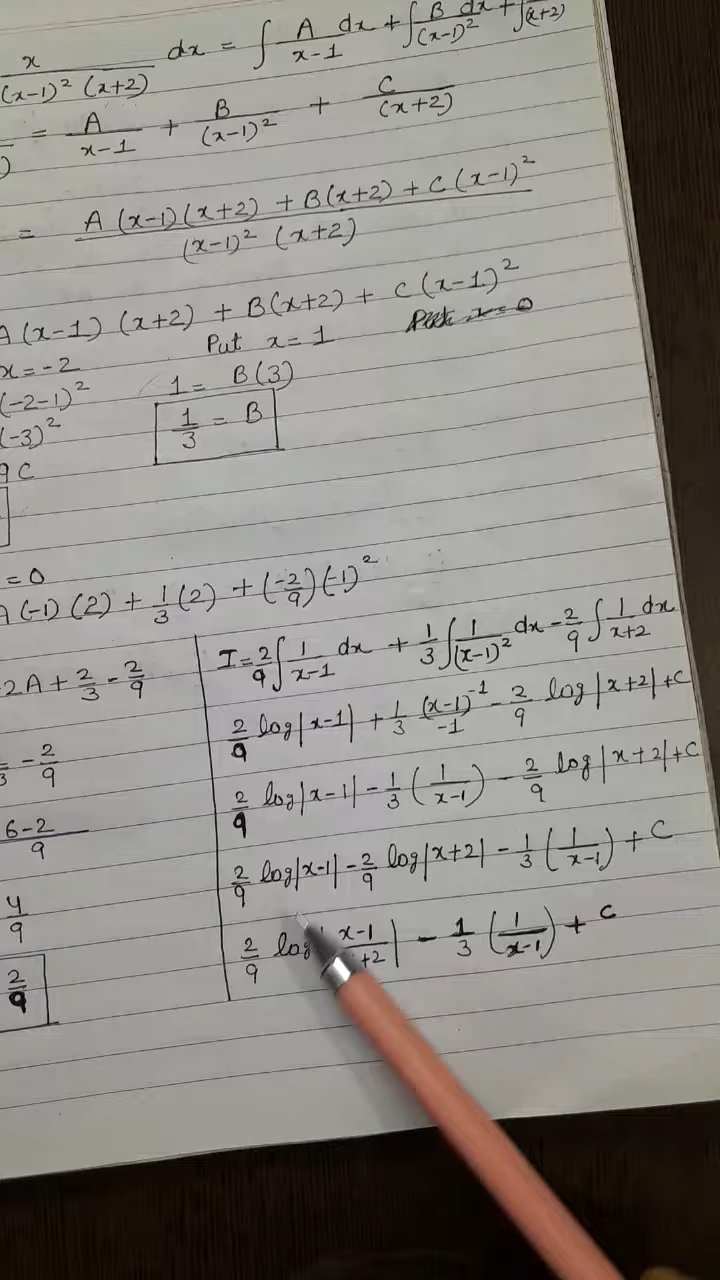 x/((x-1)² (x+2)) dx = ∫ A/(x-1) dx + ∫ B/(x-1)² dx + ∫ /(x+2)
) = A/(x-1) + B/(x-1)² + C/(x+2)
= (A(x-1)(x+2) + B(x+2) + C(x-1)²)/((x-1)² (x+2))
A(x-1)(x+2) + B(x+2) + C(x-1)²
x = -2
(-2-1)²
(-3)²
9C
Put x = 1
1 = B(3)
1/3 = B
Put x = 0
= 0
A(-1)(2) + 1/3(2) + (-2/9)(-1)²
2A + 2/3 - 2/9
/3 - 2/9
6-2/9
4/9
2/9
I = 2/9 ∫ 1/(x-1) dx + 1/3 ∫ 1/(x-1)² dx - 2/9 ∫ 1/(x+2) dx
2/9 log|x-1| + 1/3 (x-1)⁻¹/-1 - 2/9 log|x+2| + C
2/9 log|x-1| - 1/3 (1/(x-1)) - 2/9 log|x+2| + C
2/9 log|x-1| - 2/9 log|x+2| - 1/3 (1/(x-1)) + C
2/9 log|(x-1)/(+2)| - 1/3 (1/(x-1)) + C